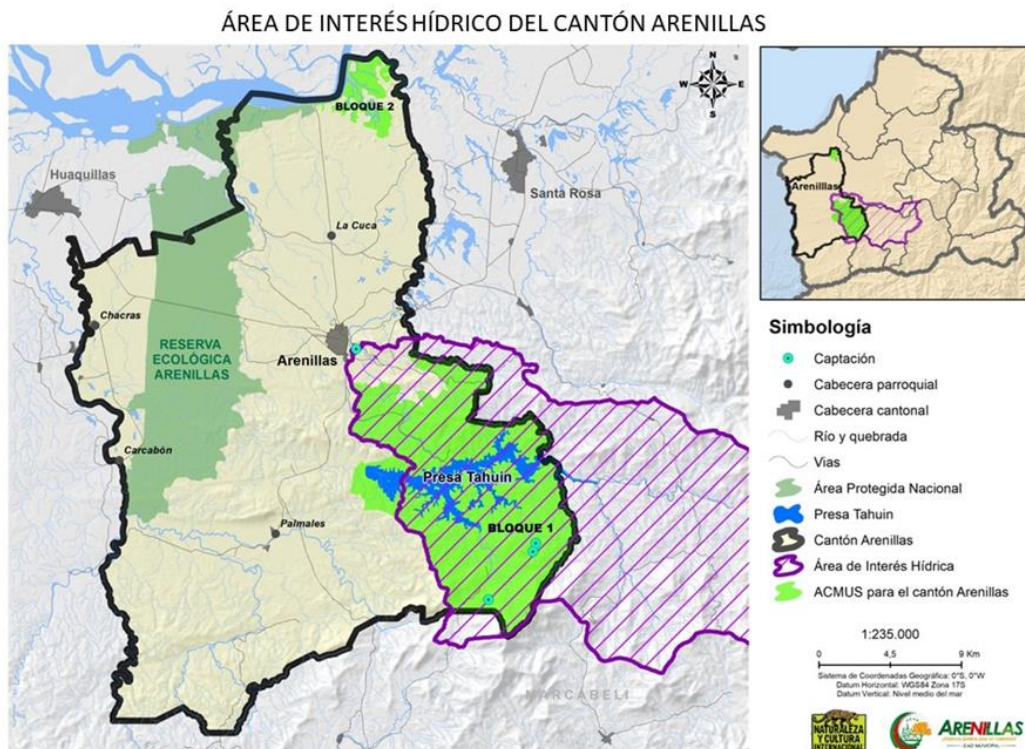 ÁREA DE INTERÉS HÍDRICO DEL CANTÓN ARENILLAS
BLOQUE 2
N
W
E
S
Huaquillas
Santa Rosa
La Cuca
Chacras
RESERVA
ECOLÓGICA
ARENILLAS
Arenillas
Carcabón
Presa Tahuin
BLOQUE 1
Palmales
MARCABELI
Arenilllas
Simbología
Captación
Cabecera parroquial
Cabecera cantonal
Río y quebrada
Vias
Área Protegida Nacional
Presa Tahuin
Cantón Arenillas
Área de Interés Hídrica
ACMUS para el cantón Arenillas
1:235.000
0 4,5 9 Km
Sistema de Coordenadas Geográfica: 0°S, 0°W
Datum Horizontal: WGS84 Zona 17S
Datum Vertical: Nivel medio del mar
NATURALEZA
Y CULTURA
INTERNACIONAL
ARENILLAS
GAD MUNICIPAL